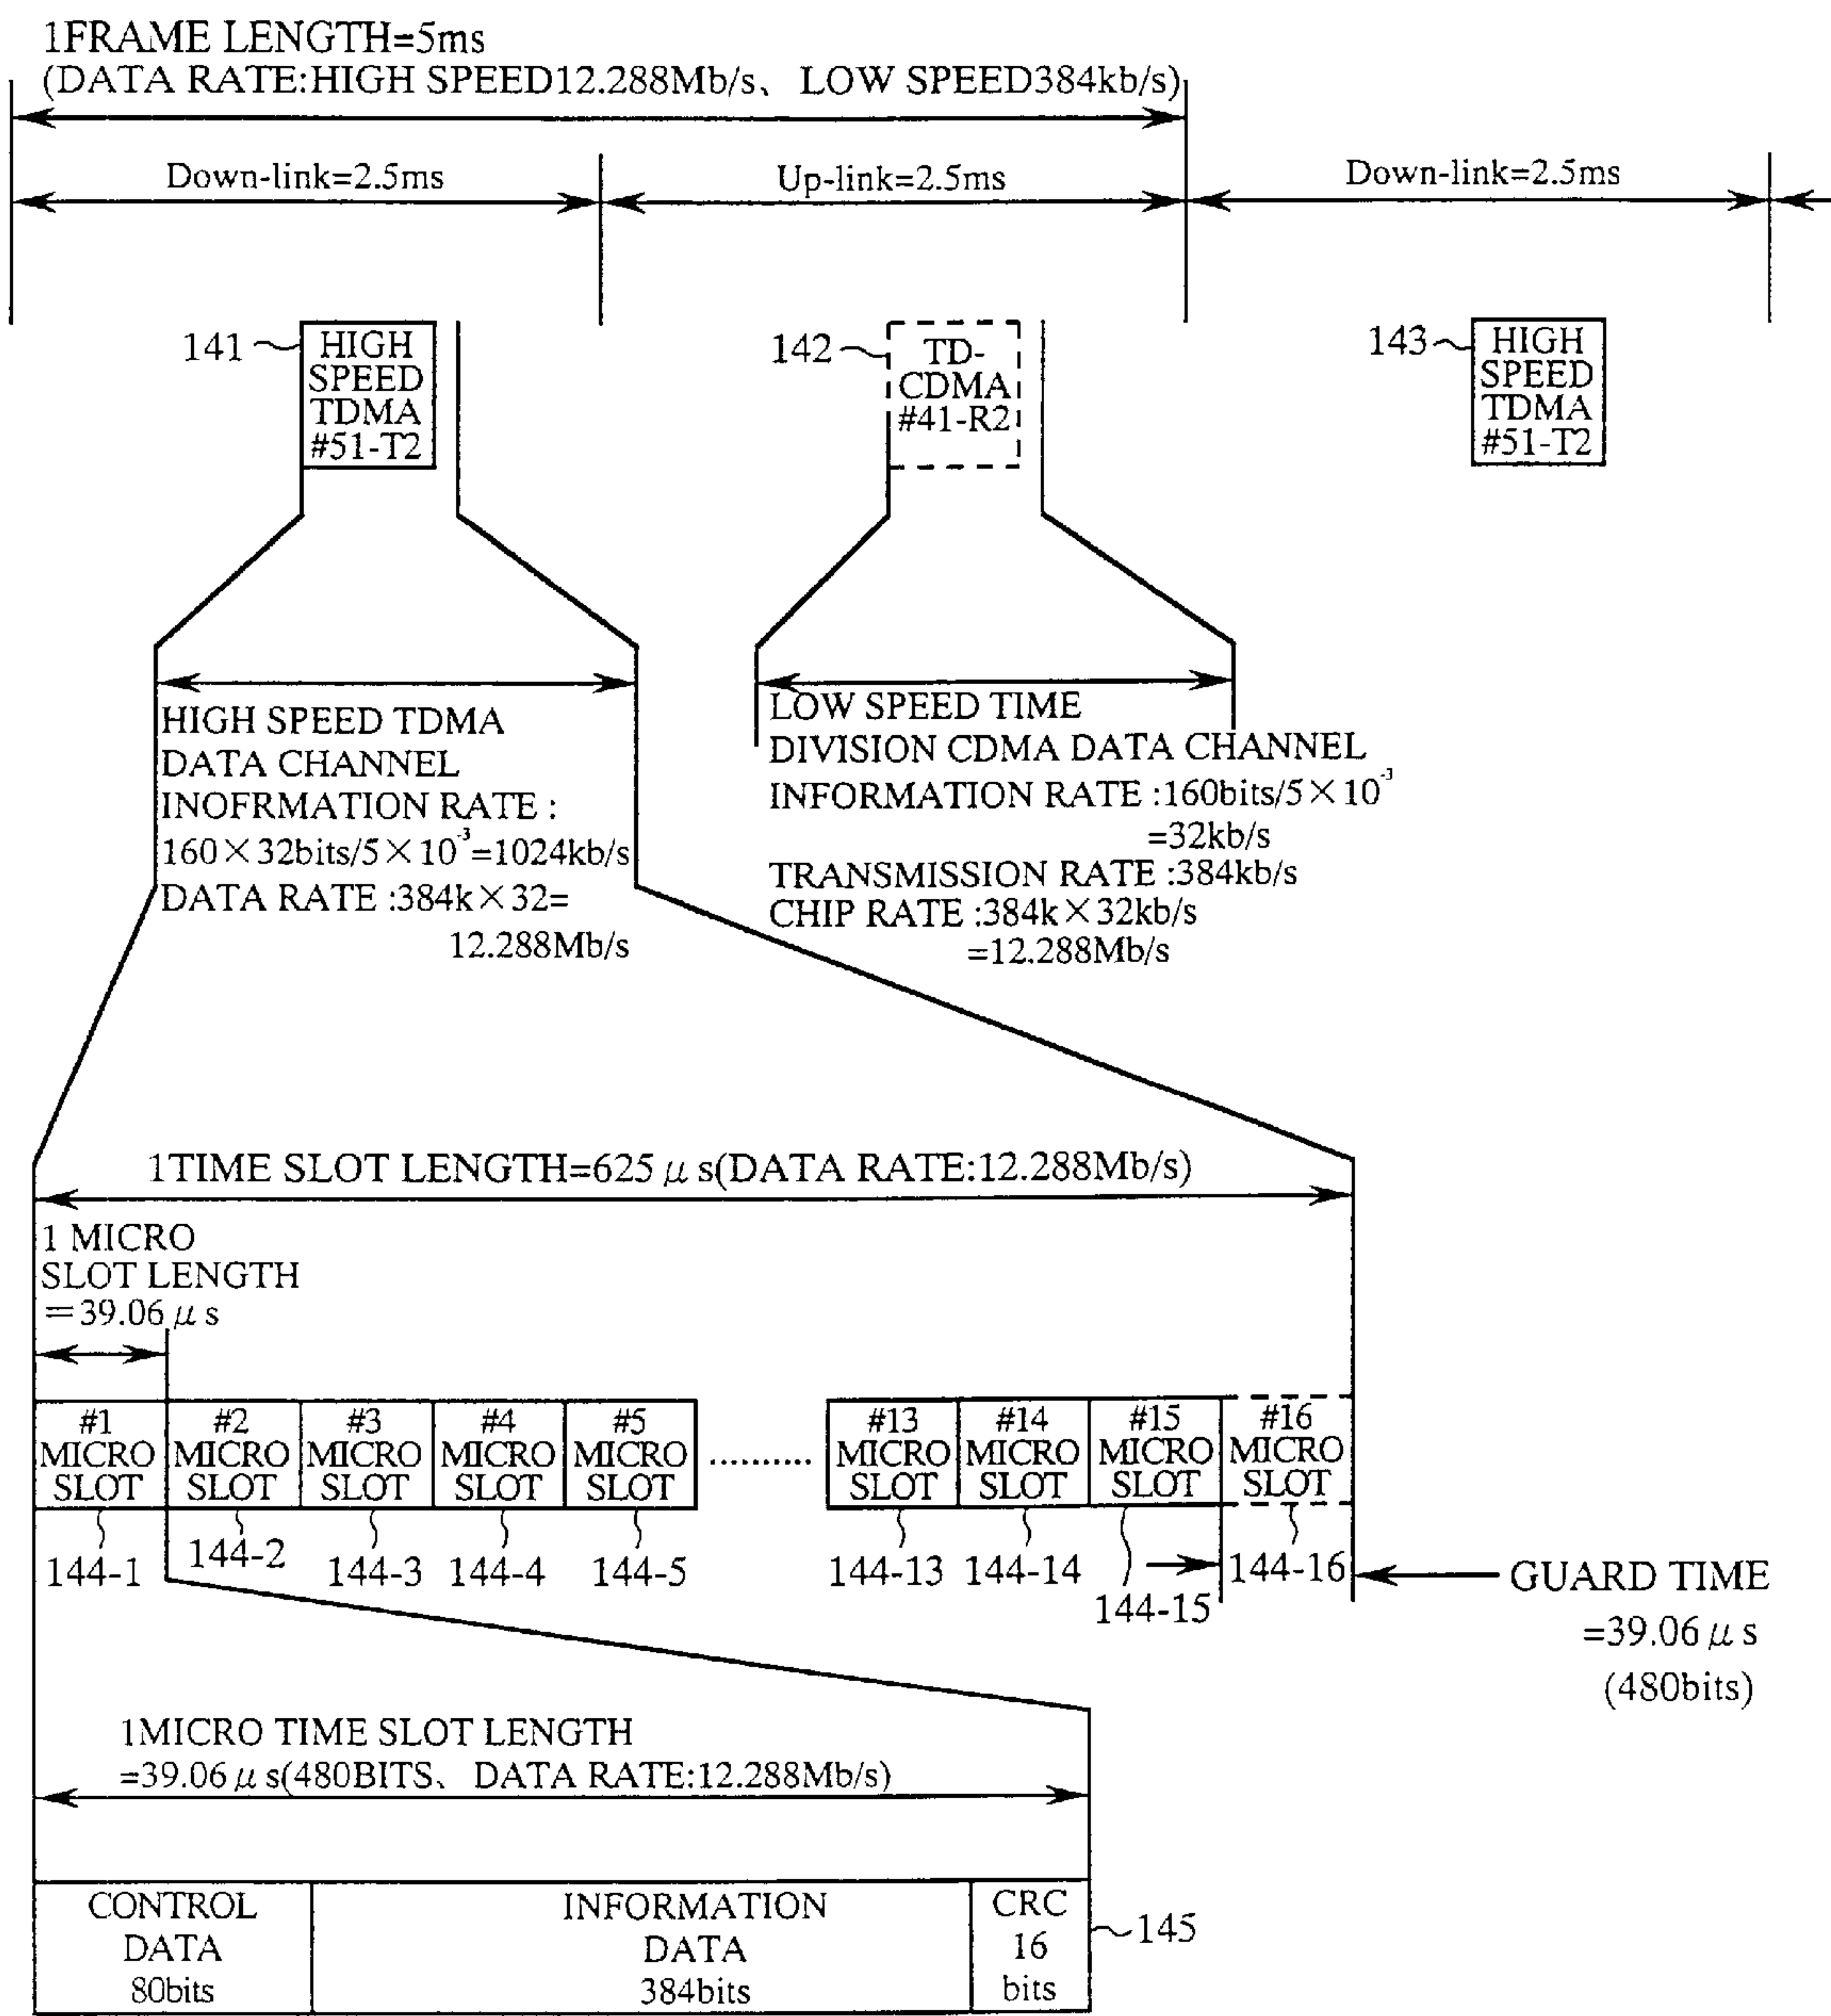 1FRAME LENGTH=5ms
(DATA RATE:HIGH SPEED12.288Mb/s、LOW SPEED384kb/s)
Down-link=2.5ms
Up-link=2.5ms
Down-link=2.5ms
141
HIGH
SPEED
TDMA
#51-T2
142
TD-
CDMA
#41-R2
143
HIGH
SPEED
TDMA
#51-T2
HIGH SPEED TDMA
DATA CHANNEL
INOFRMATION RATE :
160×32bits/5×10⁻³=1024kb/s
DATA RATE :384k×32=
12.288Mb/s
LOW SPEED TIME
DIVISION CDMA DATA CHANNEL
INFORMATION RATE :160bits/5×10⁻³
=32kb/s
TRANSMISSION RATE :384kb/s
CHIP RATE :384k×32kb/s
=12.288Mb/s
1TIME SLOT LENGTH=625μs(DATA RATE:12.288Mb/s)
1 MICRO
SLOT LENGTH
=39.06μs
#1
MICRO
SLOT
#2
MICRO
SLOT
#3
MICRO
SLOT
#4
MICRO
SLOT
#5
MICRO
SLOT
..........
#13
MICRO
SLOT
#14
MICRO
SLOT
#15
MICRO
SLOT
#16
MICRO
SLOT
144-1
144-2
144-3
144-4
144-5
144-13
144-14
144-15
144-16
GUARD TIME
=39.06μs
(480bits)
1MICRO TIME SLOT LENGTH
=39.06μs(480BITS、DATA RATE:12.288Mb/s)
CONTROL
DATA
80bits
INFORMATION
DATA
384bits
CRC
16
bits
145